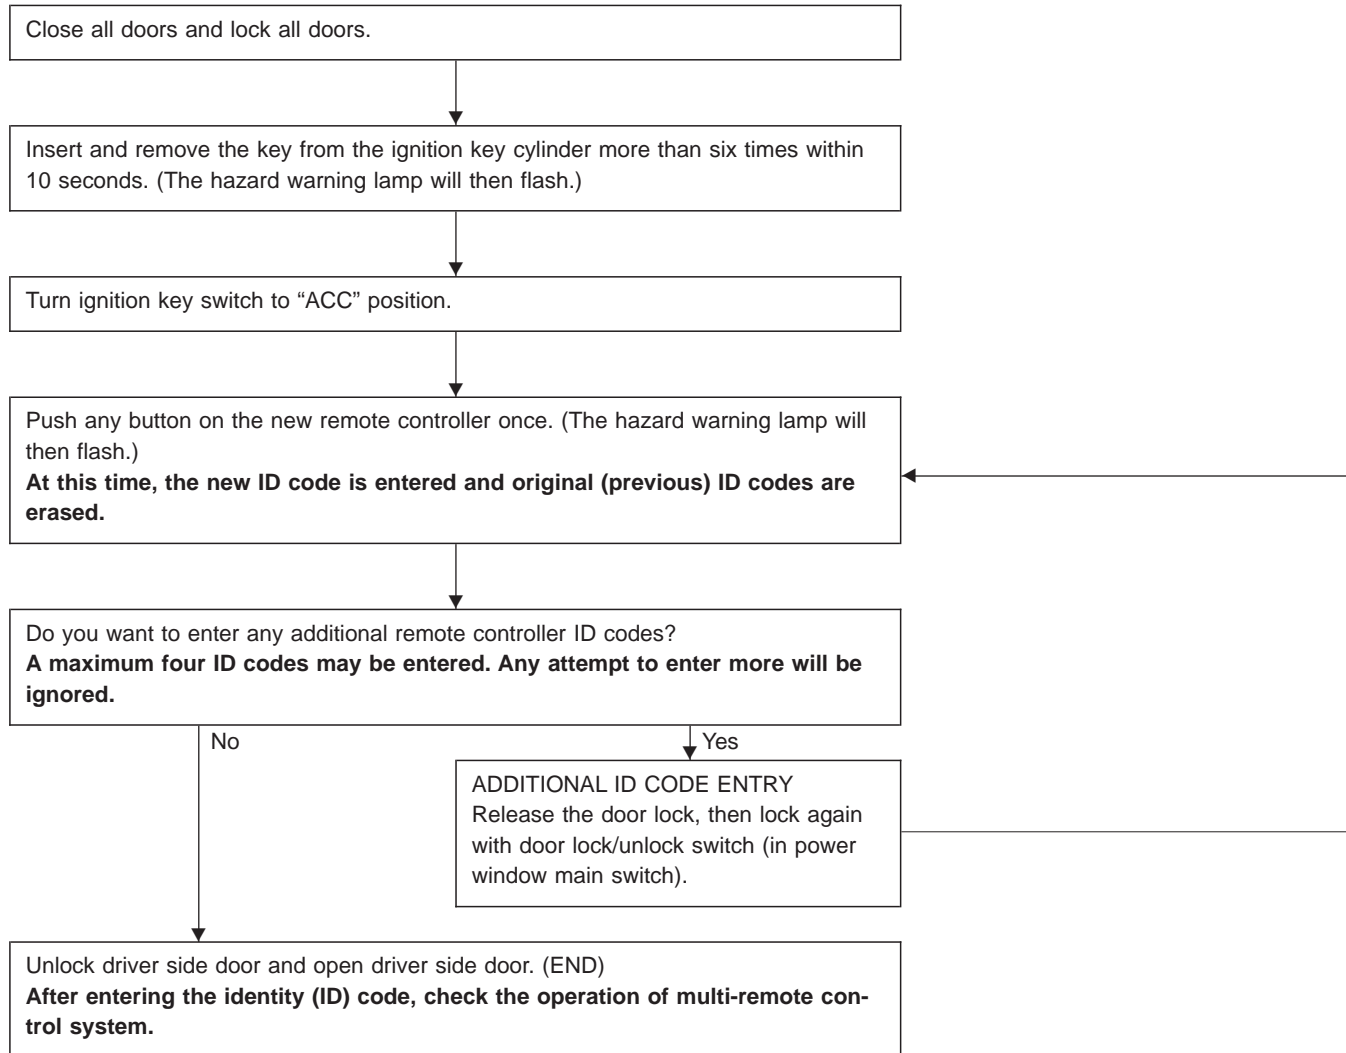 Close all doors and lock all doors.
Insert and remove the key from the ignition key cylinder more than six times within
10 seconds. (The hazard warning lamp will then flash.)
Turn ignition key switch to “ACC” position.
Push any button on the new remote controller once. (The hazard warning lamp will
then flash.)
At this time, the new ID code is entered and original (previous) ID codes are
erased.
Do you want to enter any additional remote controller ID codes?
A maximum four ID codes may be entered. Any attempt to enter more will be
ignored.
No
Yes
ADDITIONAL ID CODE ENTRY
Release the door lock, then lock again
with door lock/unlock switch (in power
window main switch).
Unlock driver side door and open driver side door. (END)
After entering the identity (ID) code, check the operation of multi-remote con-
trol system.